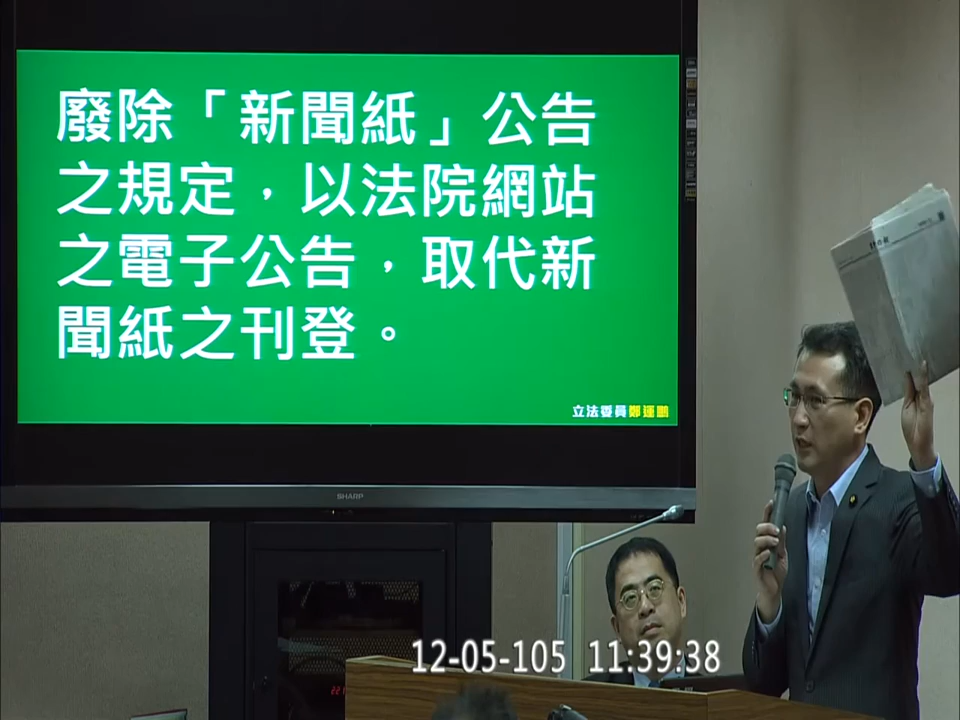 廢除「新聞紙」公告
之規定，以法院網站
之電子公告，取代新
聞紙之刊登。
立法委員鄭運鵬
SHARP
12-05-105 11:39:38